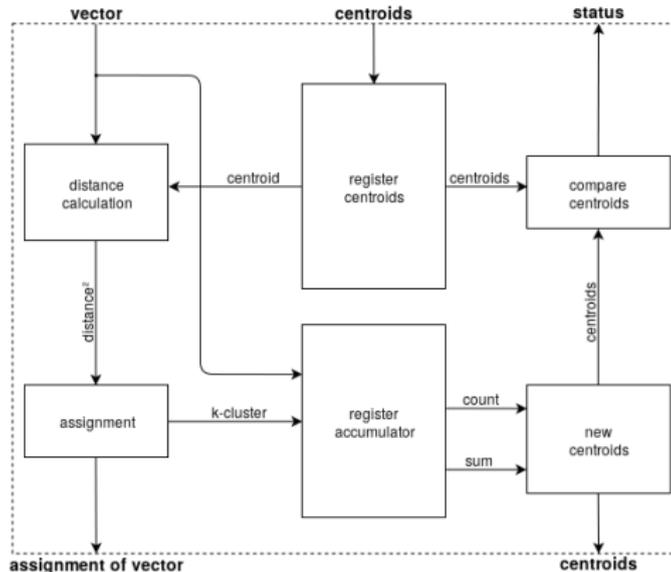 vector
centroids
status
distance
calculation
centroid
register
centroids
centroids
compare
centroids
distance²
centroids
assignment
k-cluster
register
accumulator
count
sum
new
centroids
assignment of vector
centroids